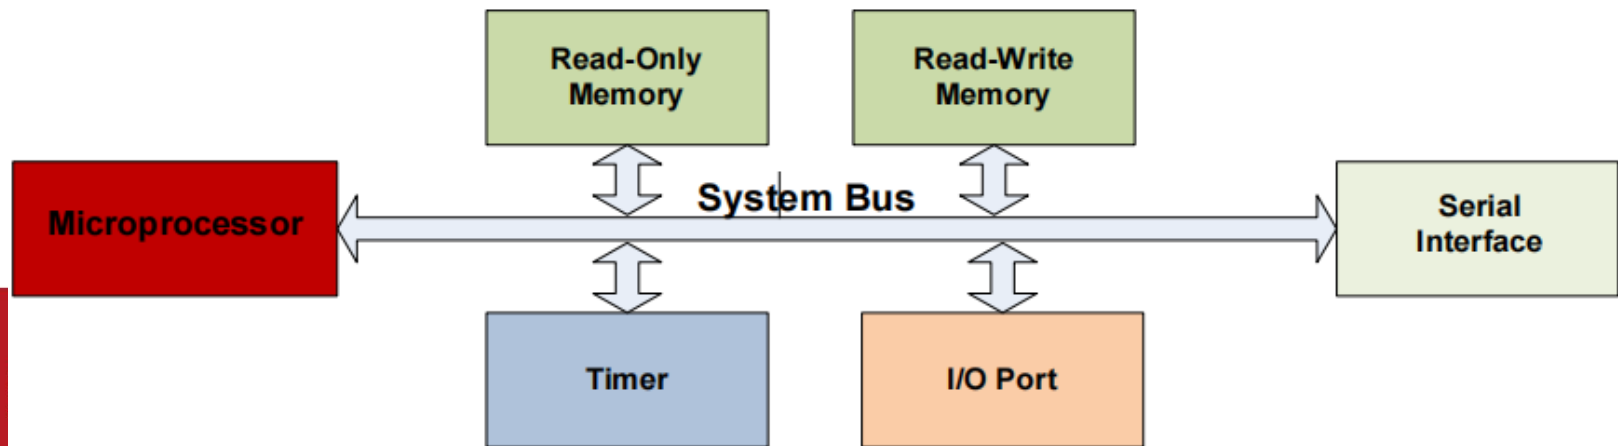 Read-Only
Memory
Read-Write
Memory
System Bus
Microprocessor
Serial
Interface
Timer
I/O Port